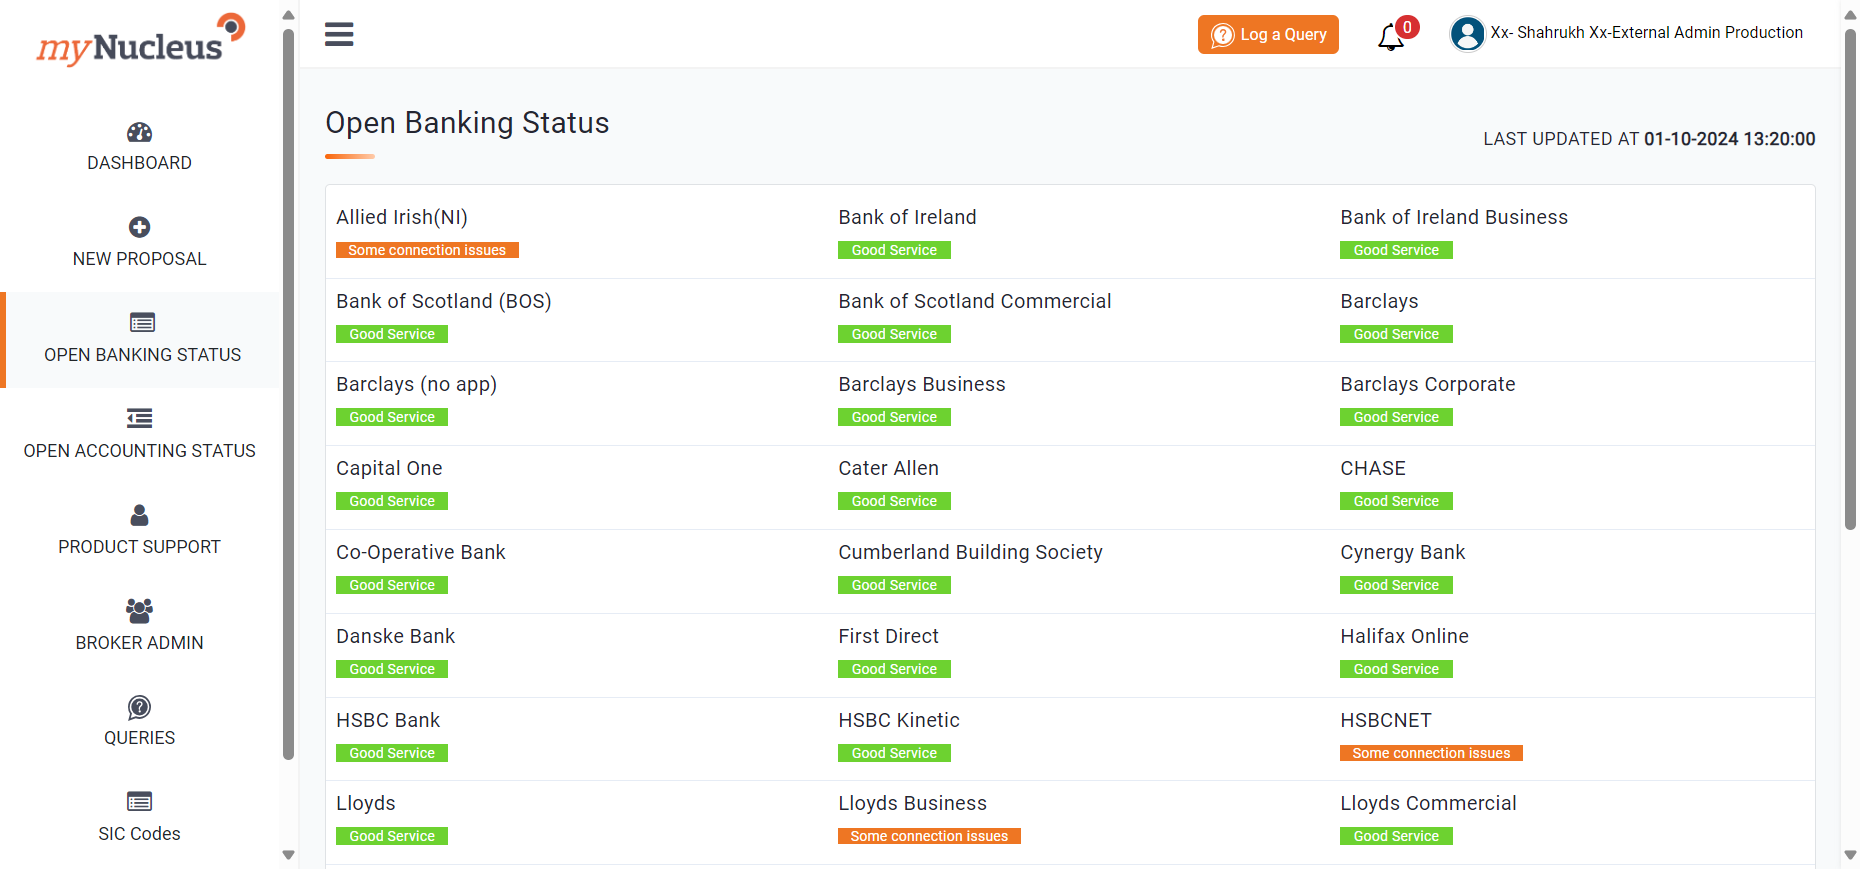 myNucleus
Log a Query
0
Xx- Shahrukh Xx-External Admin Production
DASHBOARD
NEW PROPOSAL
OPEN BANKING STATUS
OPEN ACCOUNTING STATUS
PRODUCT SUPPORT
BROKER ADMIN
QUERIES
SIC Codes
Open Banking Status
LAST UPDATED AT 01-10-2024 13:20:00
Allied Irish(NI)
Some connection issues
Bank of Ireland
Good Service
Bank of Ireland Business
Good Service
Bank of Scotland (BOS)
Good Service
Bank of Scotland Commercial
Good Service
Barclays
Good Service
Barclays (no app)
Good Service
Barclays Business
Good Service
Barclays Corporate
Good Service
Capital One
Good Service
Cater Allen
Good Service
CHASE
Good Service
Co-Operative Bank
Good Service
Cumberland Building Society
Good Service
Cynergy Bank
Good Service
Danske Bank
Good Service
First Direct
Good Service
Halifax Online
Good Service
HSBC Bank
Good Service
HSBC Kinetic
Good Service
HSBCNET
Some connection issues
Lloyds
Good Service
Lloyds Business
Some connection issues
Lloyds Commercial
Good Service